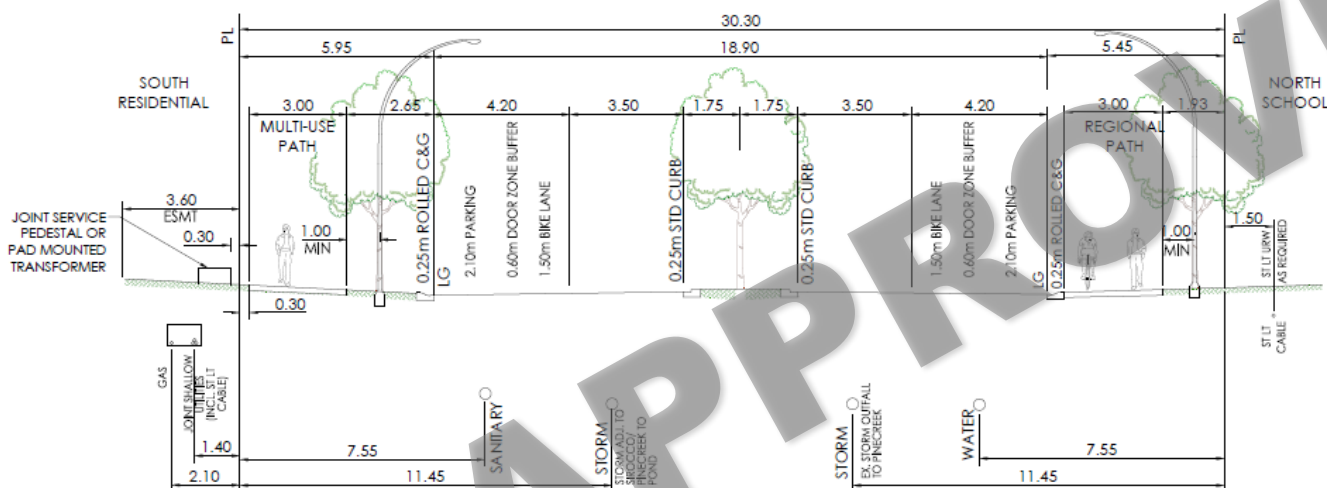 30.30
PL
PL
5.95
18.90
5.45
SOUTH
RESIDENTIAL
NORTH
SCHOOL
3.00
2.65
4.20
3.50
1.75
1.75
3.50
4.20
3.00
1.93
MULTI-USE
PATH
REGIONAL
PATH
0.25m ROLLED C&G
LG
2.10m PARKING
0.60m DOOR ZONE BUFFER
1.50m BIKE LANE
0.25m STD CURB
0.25m STD CURB
1.50m BIKE LANE
0.60m DOOR ZONE BUFFER
2.10m PARKING
LG
0.25m ROLLED C&G
3.60
ESMT
JOINT SERVICE
PEDESTAL OR
PAD MOUNTED
TRANSFORMER
0.30
1.00
MIN
1.00
MIN
1.50
ST LT URW
AS REQUIRED
0.30
ST LT
CABLE
GAS
JOINT SHALLOW
UTILITIES
(INCL. ST LT
CABLE)
SANITARY
STORM
STORM ADJ. TO
SIROCCO/
PINECREEK TO
POND
STORM
EX. STORM OUTFALL
TO PINECREEK
WATER
1.40
7.55
7.55
2.10
11.45
11.45